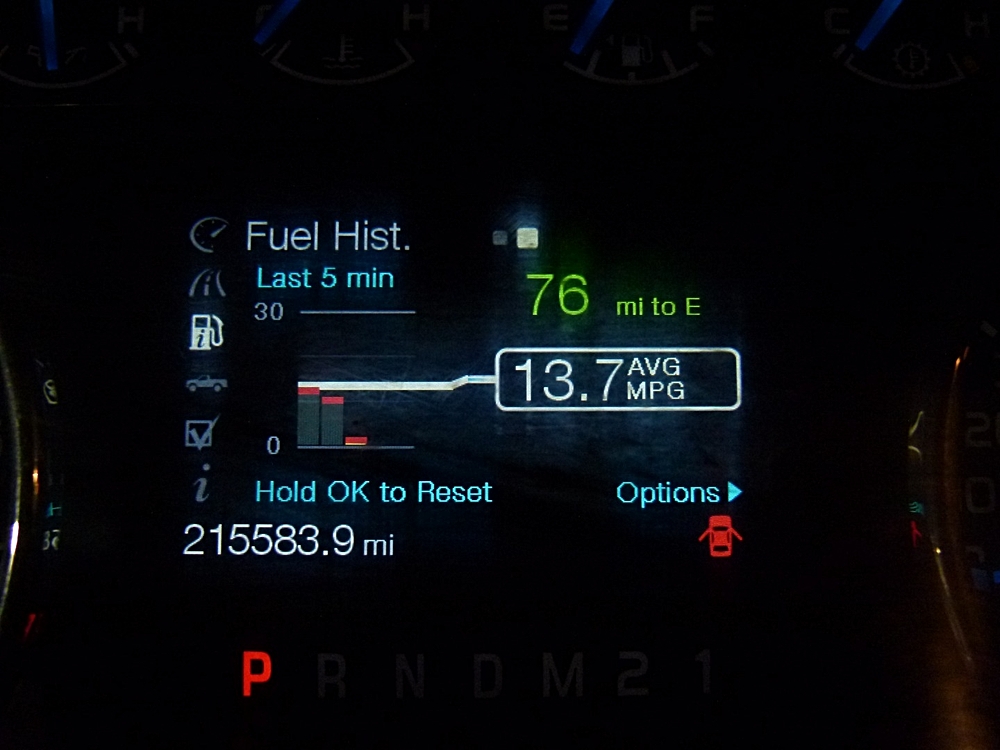 H C H E F C H
Fuel Hist.
Last 5 min
30
76 mi to E
13.7 AVG MPG
0
Hold OK to Reset Options
215583.9 mi
P R N D M 2 1